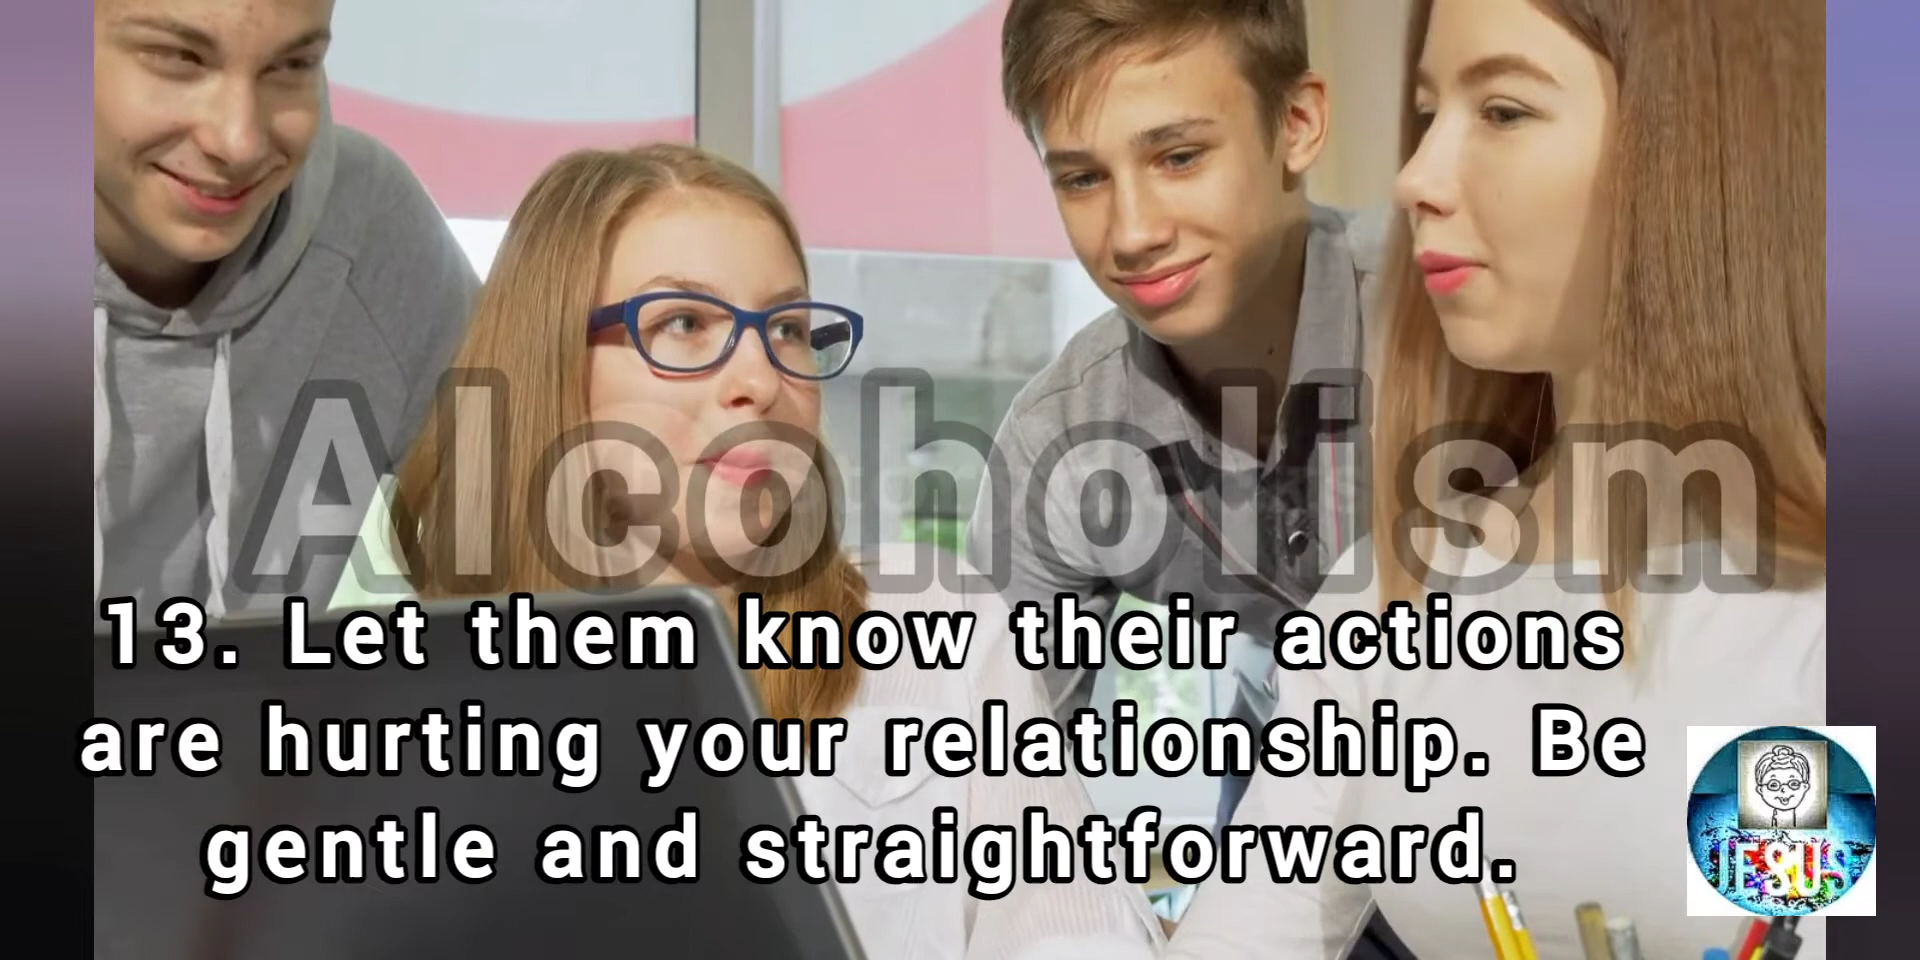 Alcoholism
13. Let them know their actions
are hurting your relationship. Be
gentle and straightforward.
JESUS